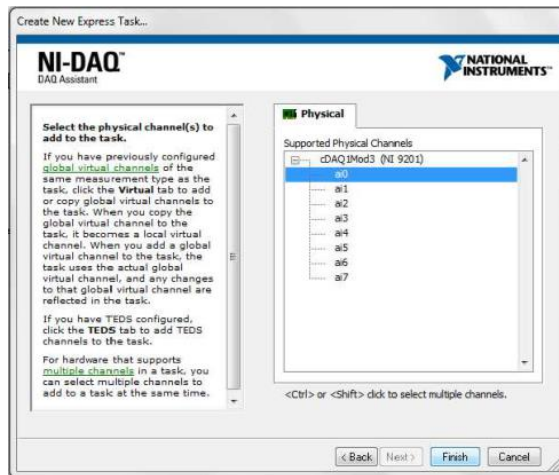 Create New Express Task...
NI-DAQ™
DAQ Assistant
NATIONAL
INSTRUMENTS™
Select the physical channel(s) to
add to the task.
If you have previously configured
global virtual channels of the
same measurement type as the
task, click the Virtual tab to add
or copy global virtual channels to
the task. When you copy the
global virtual channel to the
task, it becomes a local virtual
channel. When you add a global
virtual channel to the task, the
task uses the actual global
virtual channel, and any changes
to that global virtual channel are
reflected in the task.
If you have TEDS configured,
click the TEDS tab to add TEDS
channels to the task.
For hardware that supports
multiple channels in a task, you
can select multiple channels to
add to a task at the same time.
Physical
Supported Physical Channels
cDAQ1Mod3 (NI 9201)
ai0
ai1
ai2
ai3
ai4
ai5
ai6
ai7
<Ctrl> or <Shift> click to select multiple channels.
< Back Next > Finish Cancel